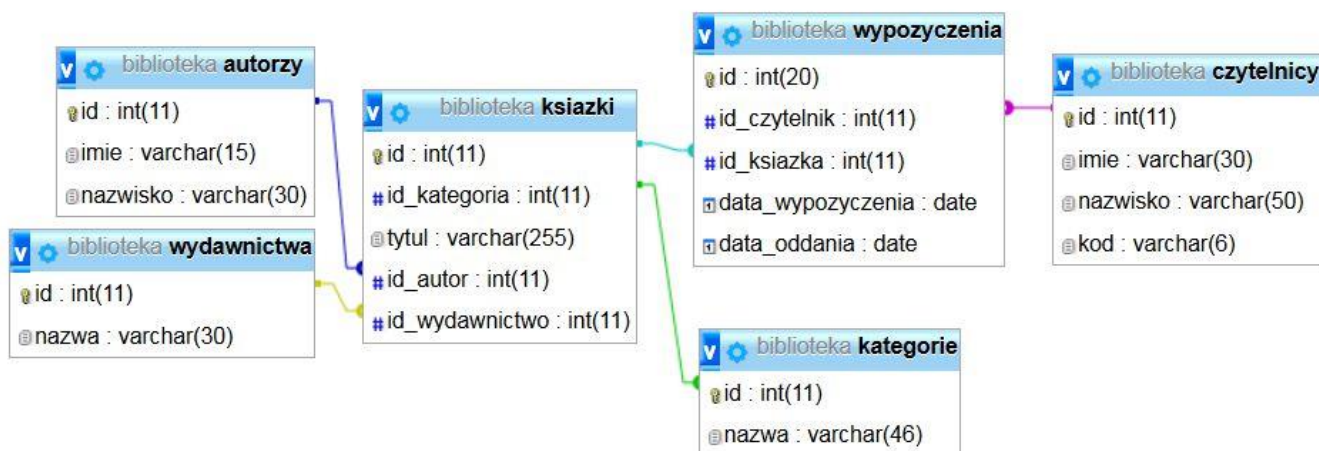 biblioteka autorzy
id : int(11)
imie : varchar(15)
nazwisko : varchar(30)
biblioteka wydawnictwa
id : int(11)
nazwa : varchar(30)
biblioteka ksiazki
id : int(11)
# id_kategoria : int(11)
tytul : varchar(255)
# id_autor : int(11)
# id_wydawnictwo : int(11)
biblioteka wypozyczenia
id : int(20)
# id_czytelnik : int(11)
# id_ksiazka : int(11)
data_wypozyczenia : date
data_oddania : date
biblioteka kategorie
id : int(11)
nazwa : varchar(46)
biblioteka czytelnicy
id : int(11)
imie : varchar(30)
nazwisko : varchar(50)
kod : varchar(6)